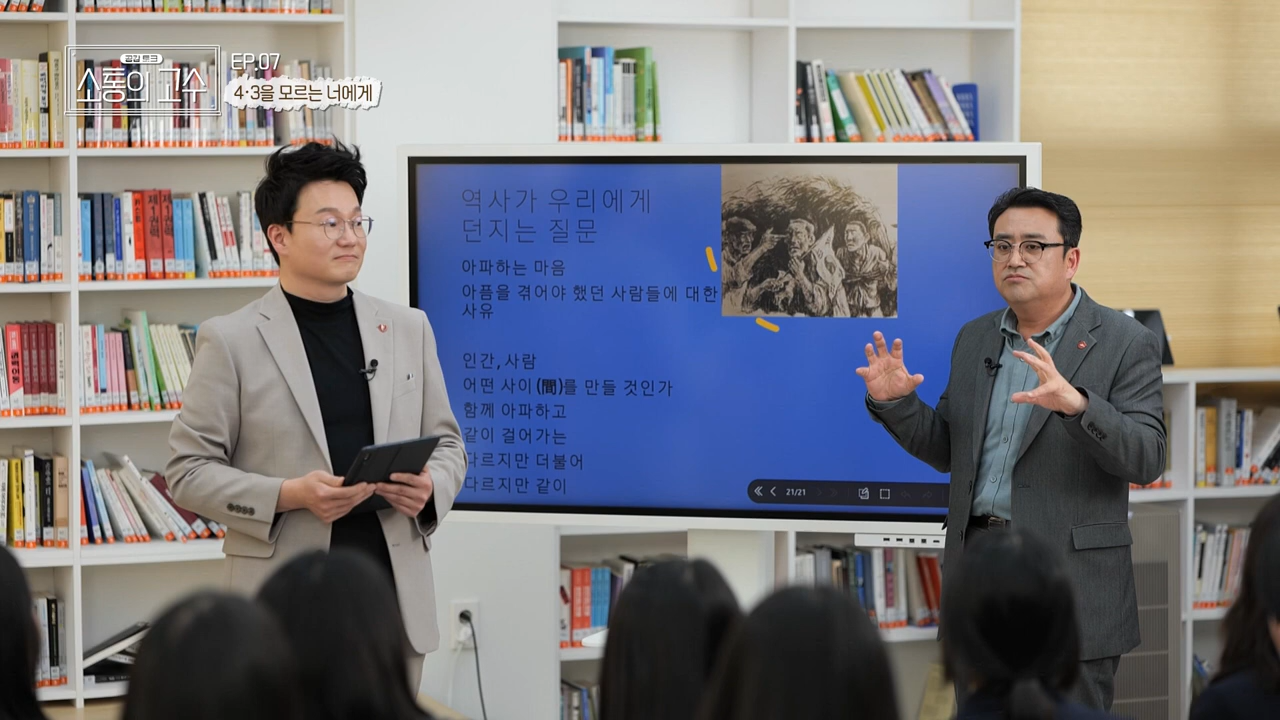 공감 토크
소통의 고수
EP.07
4·3을 모르는 너에게
역사가 우리에게
던지는 질문
아파하는 마음
아픔을 겪어야 했던 사람들에 대한
사유
인간, 사람
어떤 사이(間)를 만들 것인가
함께 아파하고
같이 걸어가는
다르지만 더불어
다르지만 같이
21/21